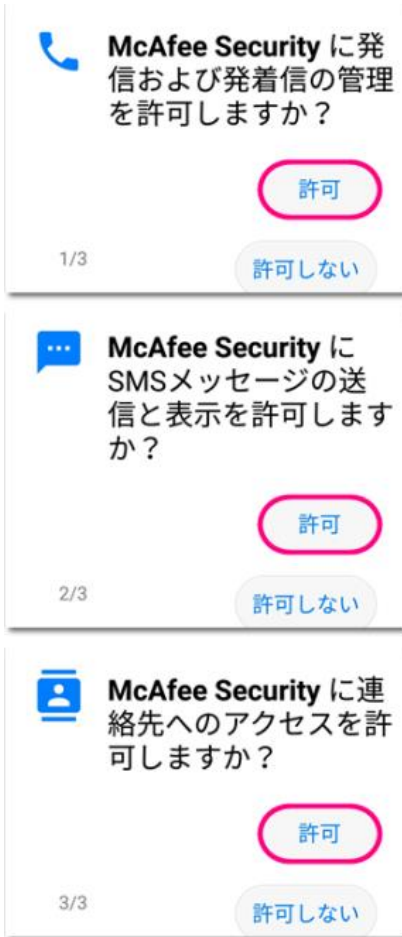 McAfee Security に発
信および発着信の管理
を許可しますか？
許可
1/3
許可しない
McAfee Security に
SMSメッセージの送
信と表示を許可します
か？
許可
2/3
許可しない
McAfee Security に連
絡先へのアクセスを許
可しますか？
許可
3/3
許可しない